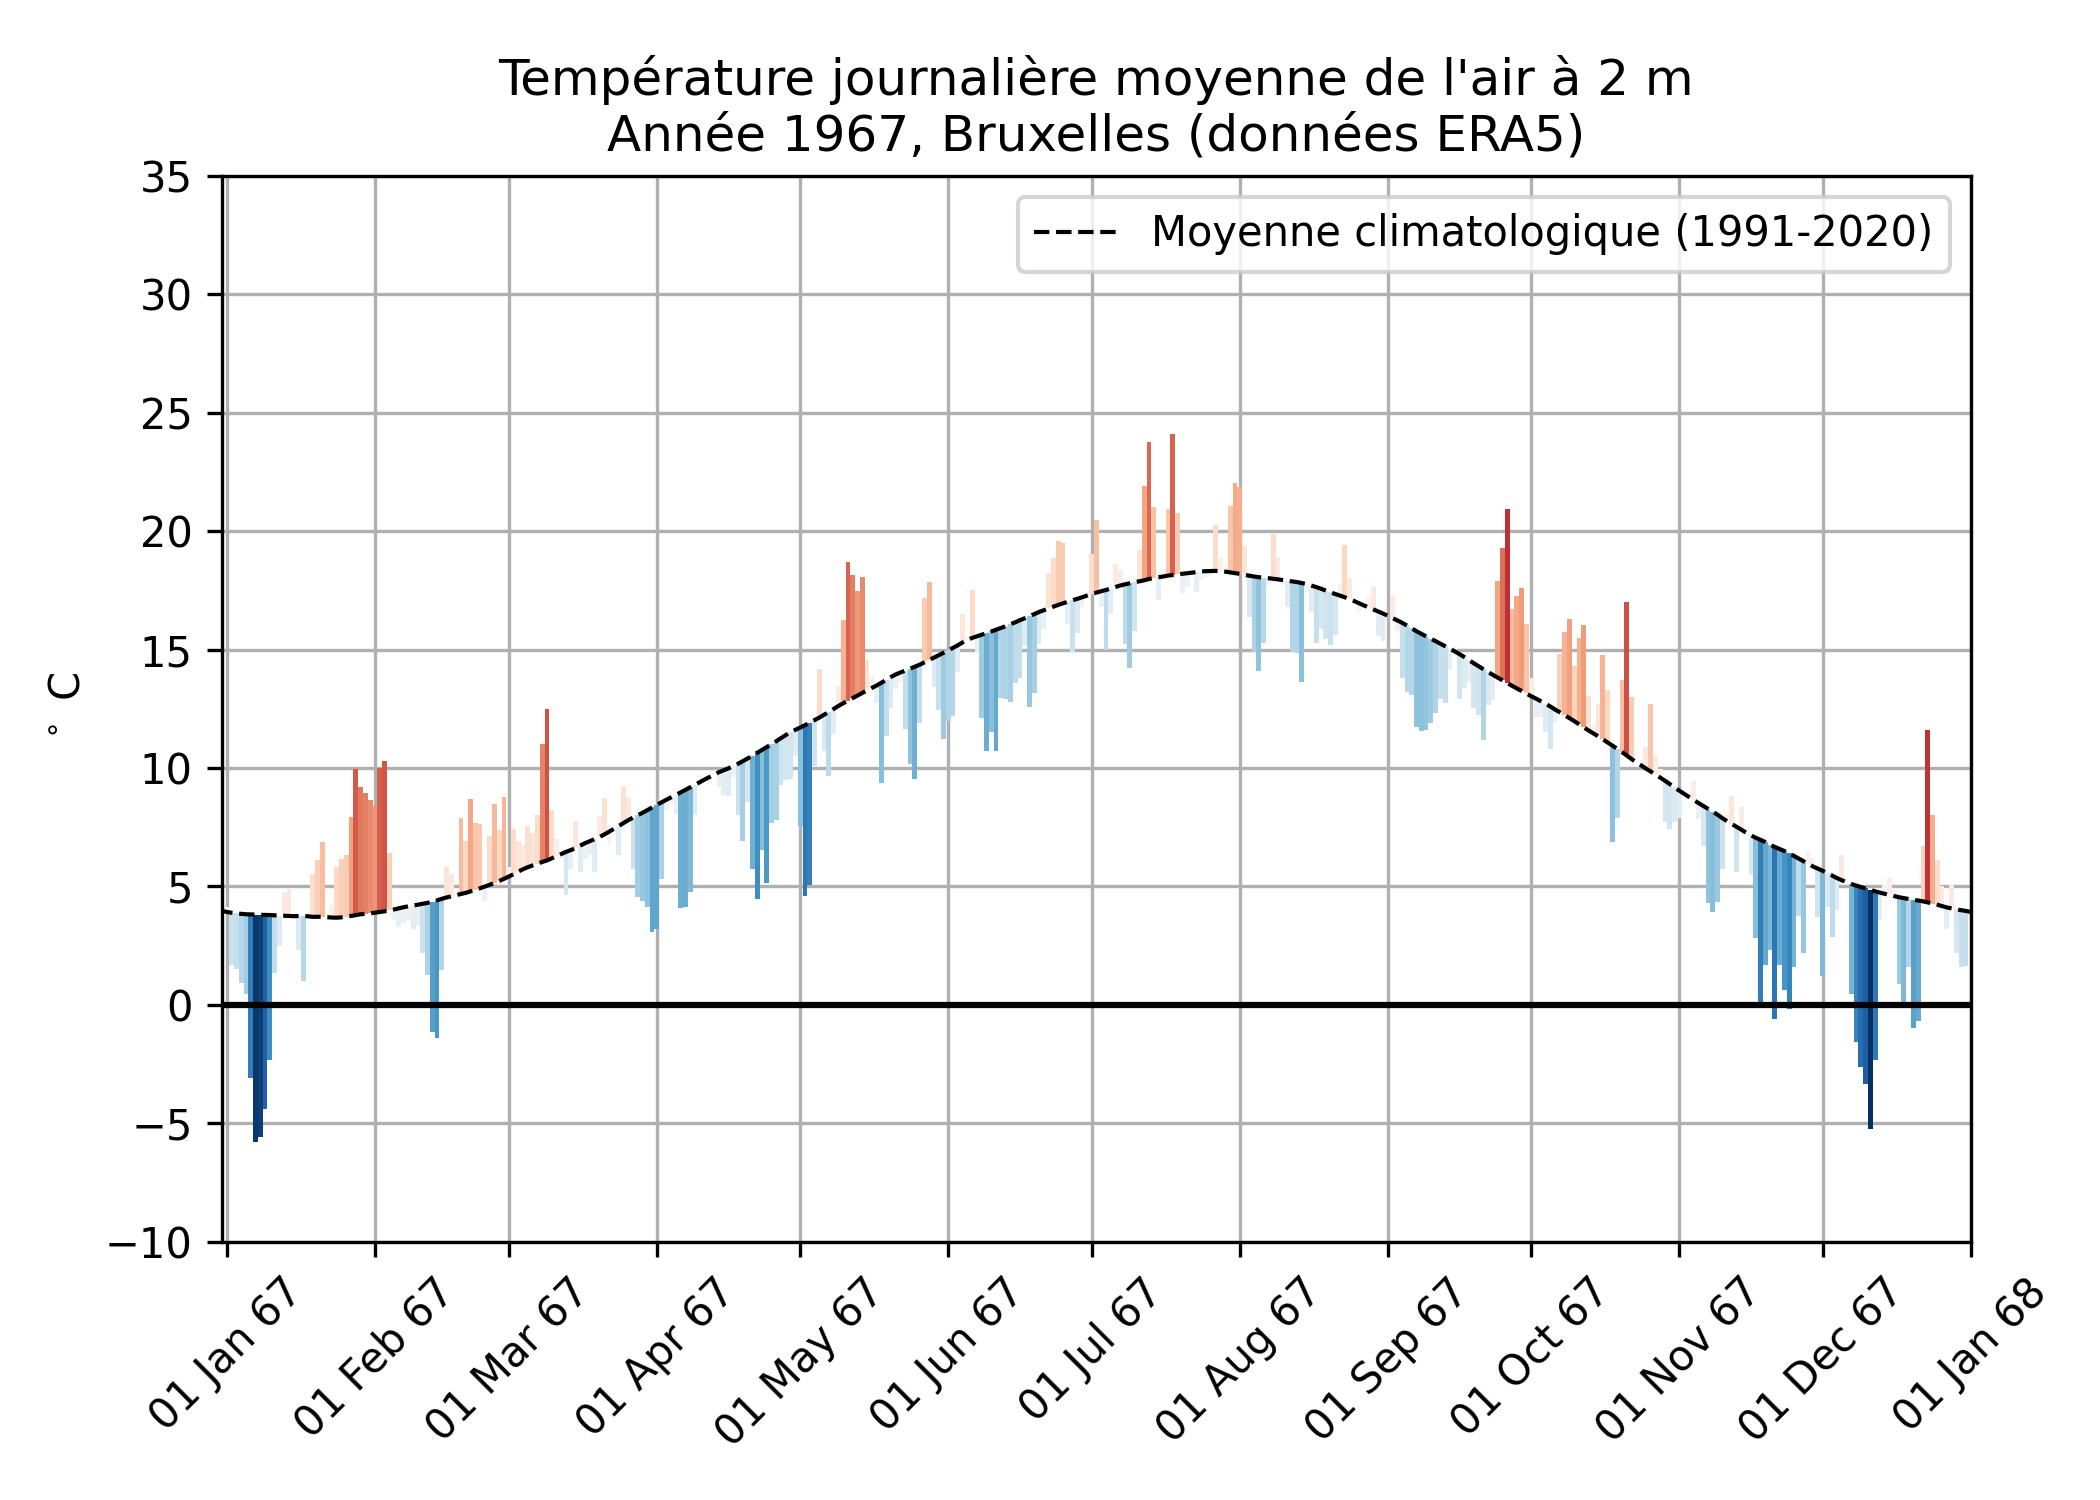 Température journalière moyenne de l'air à 2 m
Année 1967, Bruxelles (données ERA5)
Moyenne climatologique (1991-2020)
° C
35
30
25
20
15
10
5
0
−5
−10
01 Jan 67
01 Feb 67
01 Mar 67
01 Apr 67
01 May 67
01 Jun 67
01 Jul 67
01 Aug 67
01 Sep 67
01 Oct 67
01 Nov 67
01 Dec 67
01 Jan 68